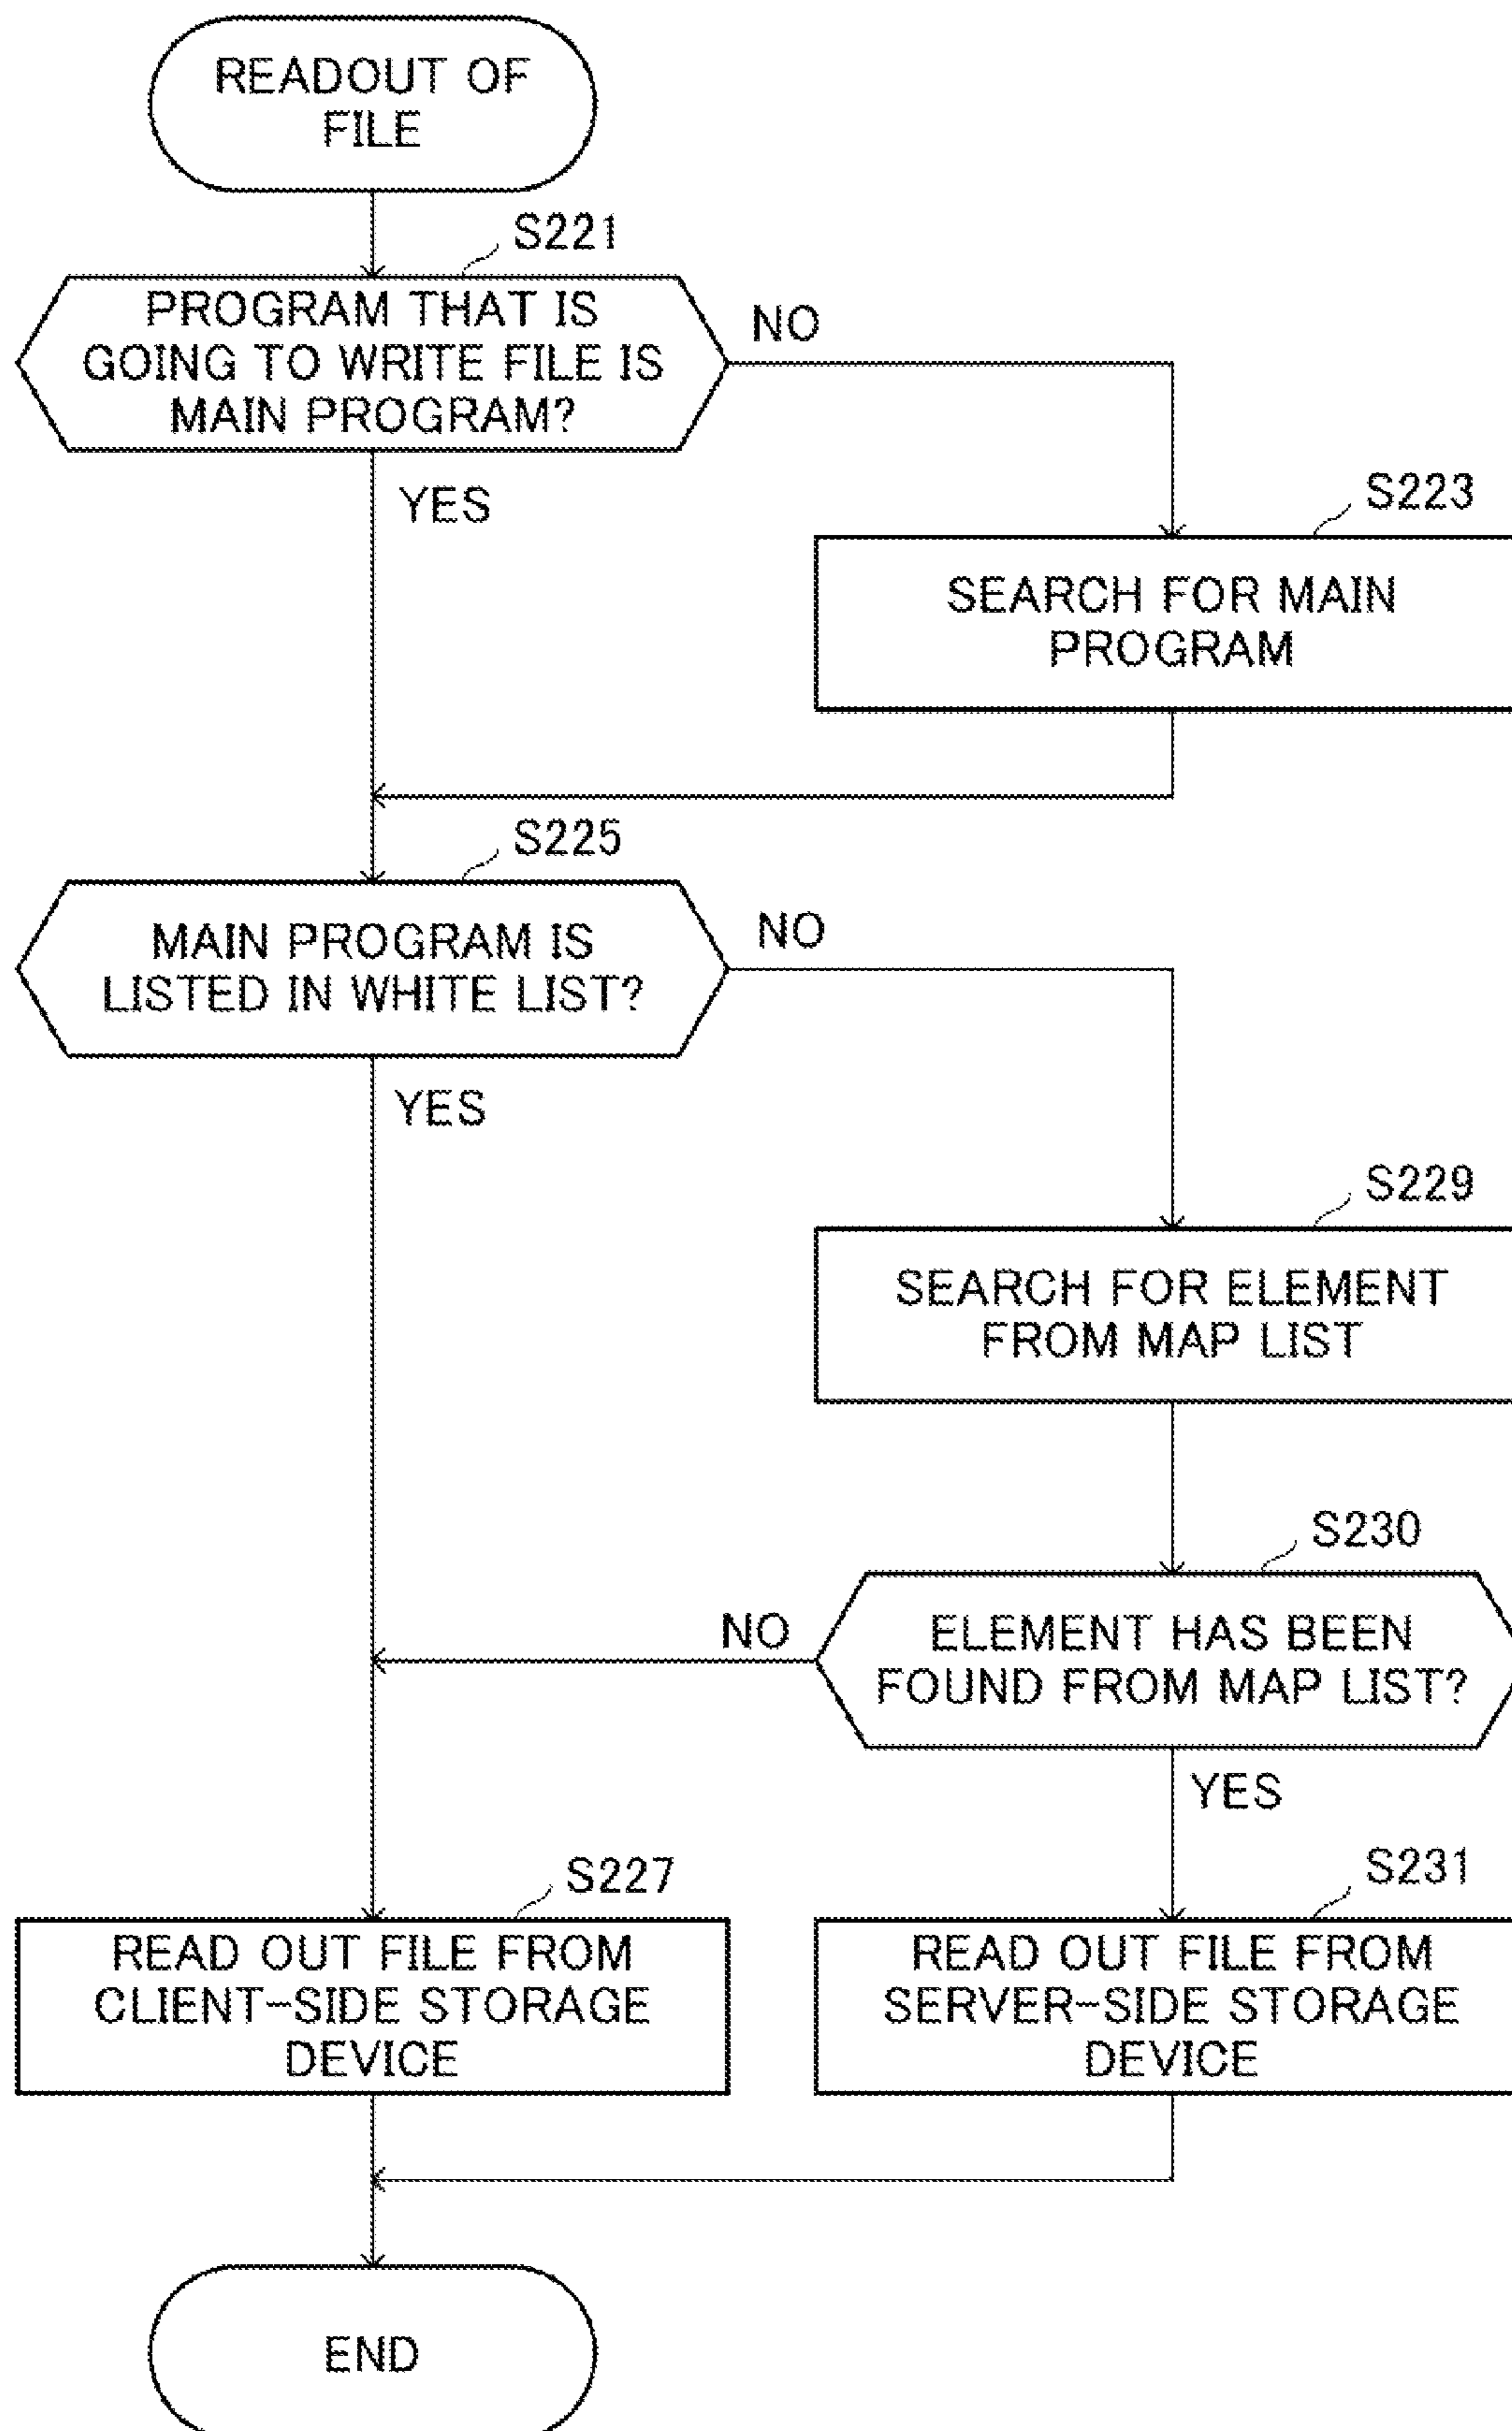 READOUT OF
FILE
S221
PROGRAM THAT IS
GOING TO WRITE FILE IS
MAIN PROGRAM?
NO
YES
S223
SEARCH FOR MAIN
PROGRAM
S225
MAIN PROGRAM IS
LISTED IN WHITE LIST?
NO
YES
S229
SEARCH FOR ELEMENT
FROM MAP LIST
S230
ELEMENT HAS BEEN
FOUND FROM MAP LIST?
NO
YES
S227
READ OUT FILE FROM
CLIENT-SIDE STORAGE
DEVICE
S231
READ OUT FILE FROM
SERVER-SIDE STORAGE
DEVICE
END